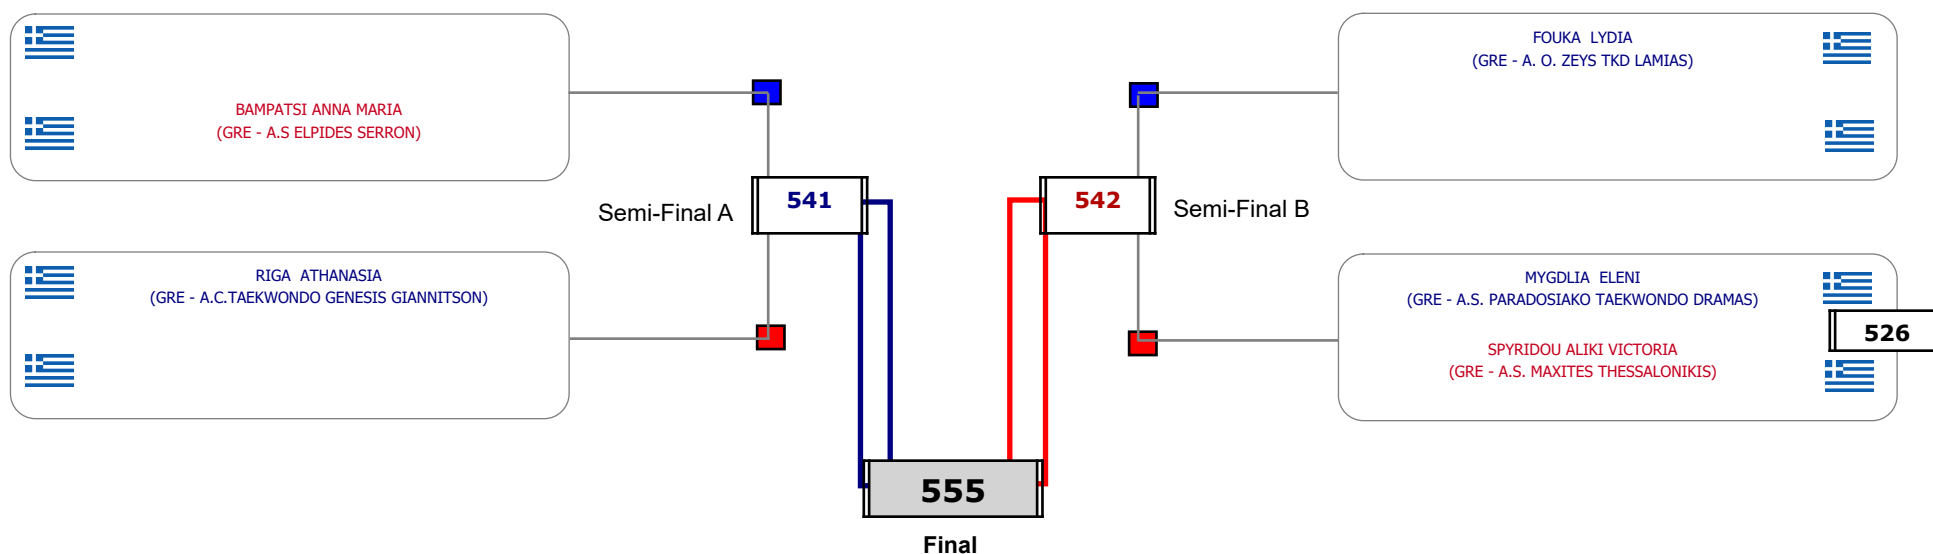 BAMPATSI ANNA MARIA
(GRE - A.S ELPIDES SERRON)
FOUKA LYDIA
(GRE - A. O. ZEYS TKD LAMIAS)
Semi-Final A
541
542
Semi-Final B
RIGA ATHANASIA
(GRE - A.C.TAEKWONDO GENESIS GIANNITSON)
MYGDLIA ELENI
(GRE - A.S. PARADOSIAKO TAEKWONDO DRAMAS)
526
SPYRIDOU ALIKI VICTORIA
(GRE - A.S. MAXITES THESSALONIKIS)
555
Final